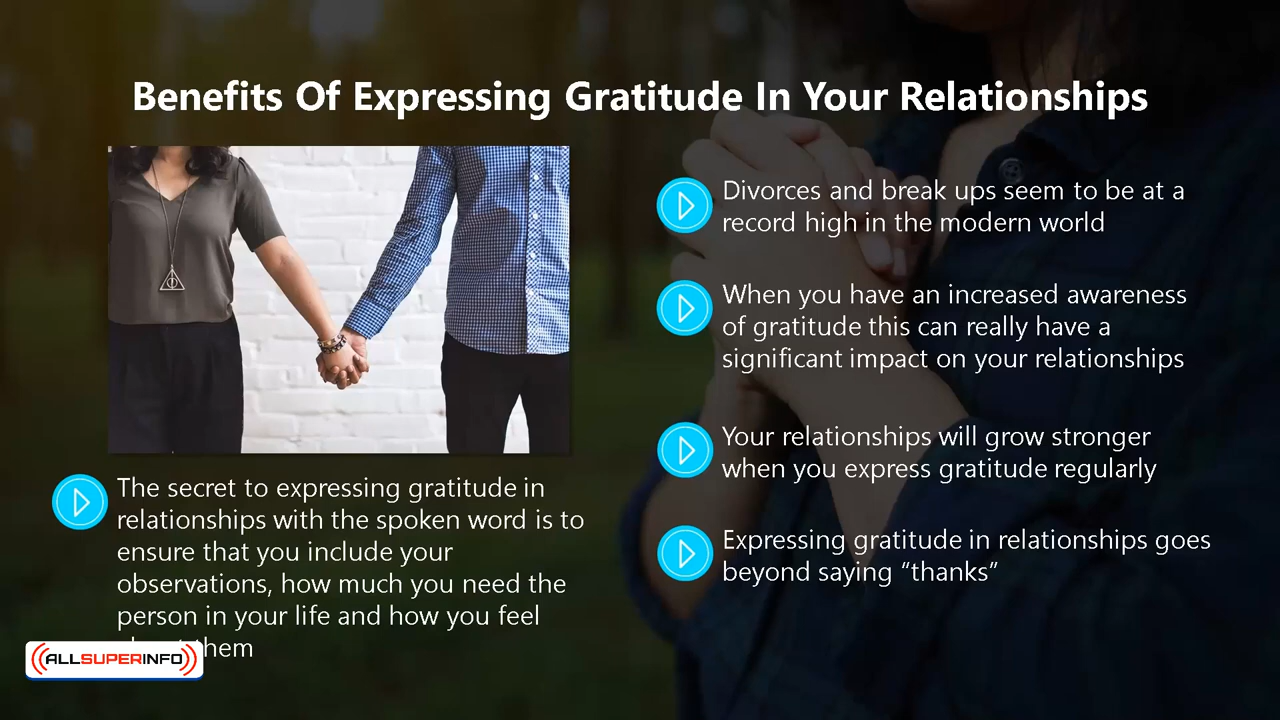 Benefits Of Expressing Gratitude In Your Relationships
The secret to expressing gratitude in
relationships with the spoken word is to
ensure that you include your
observations, how much you need the
person in your life and how you feel
them
Divorces and break ups seem to be at a
record high in the modern world
When you have an increased awareness
of gratitude this can really have a
significant impact on your relationships
Your relationships will grow stronger
when you express gratitude regularly
Expressing gratitude in relationships goes
beyond saying “thanks”
ALLSUPERINFO